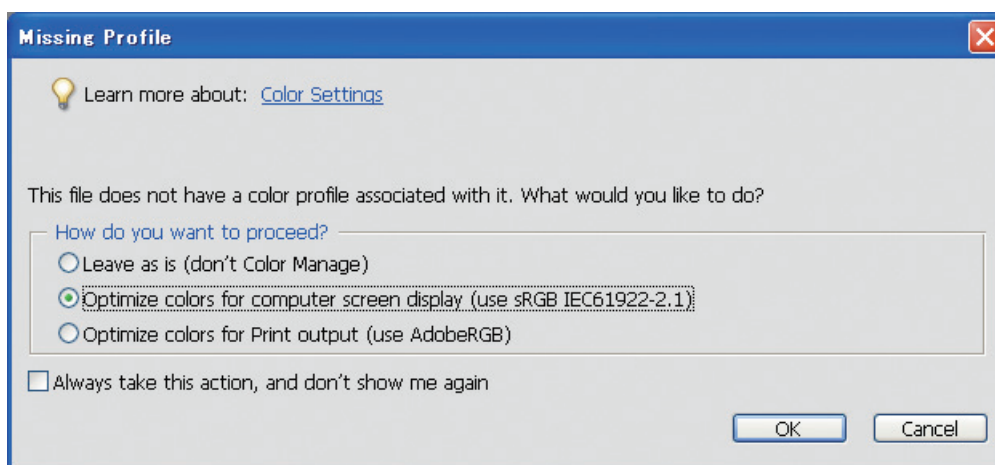 Missing Profile
Learn more about: Color Settings
This file does not have a color profile associated with it. What would you like to do?
How do you want to proceed?
Leave as is (don't Color Manage)
Optimize colors for computer screen display (use sRGB IEC61922-2.1)
Optimize colors for Print output (use AdobeRGB)
Always take this action, and don't show me again
OK Cancel